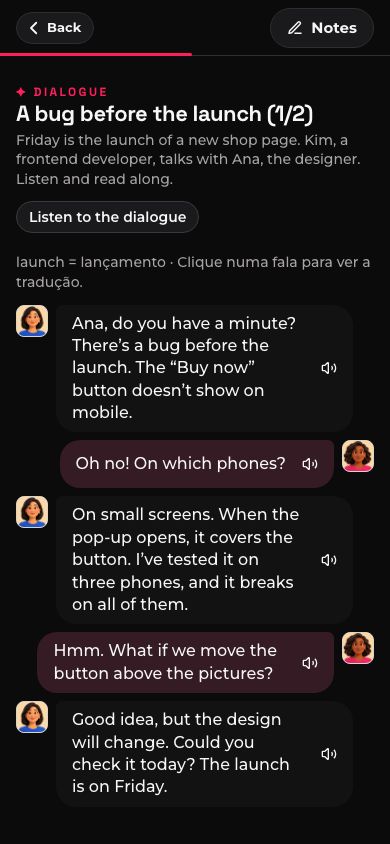 Back
Notes
DIALOGUE
A bug before the launch (1/2)
Friday is the launch of a new shop page. Kim, a
frontend developer, talks with Ana, the designer.
Listen and read along.
Listen to the dialogue
launch = lançamento · Clique numa fala para ver a
tradução.
Ana, do you have a minute?
There’s a bug before the
launch. The “Buy now”
button doesn’t show on
mobile.
Oh no! On which phones?
On small screens. When the
pop-up opens, it covers the
button. I’ve tested it on
three phones, and it breaks
on all of them.
Hmm. What if we move the
button above the pictures?
Good idea, but the design
will change. Could you
check it today? The launch
is on Friday.